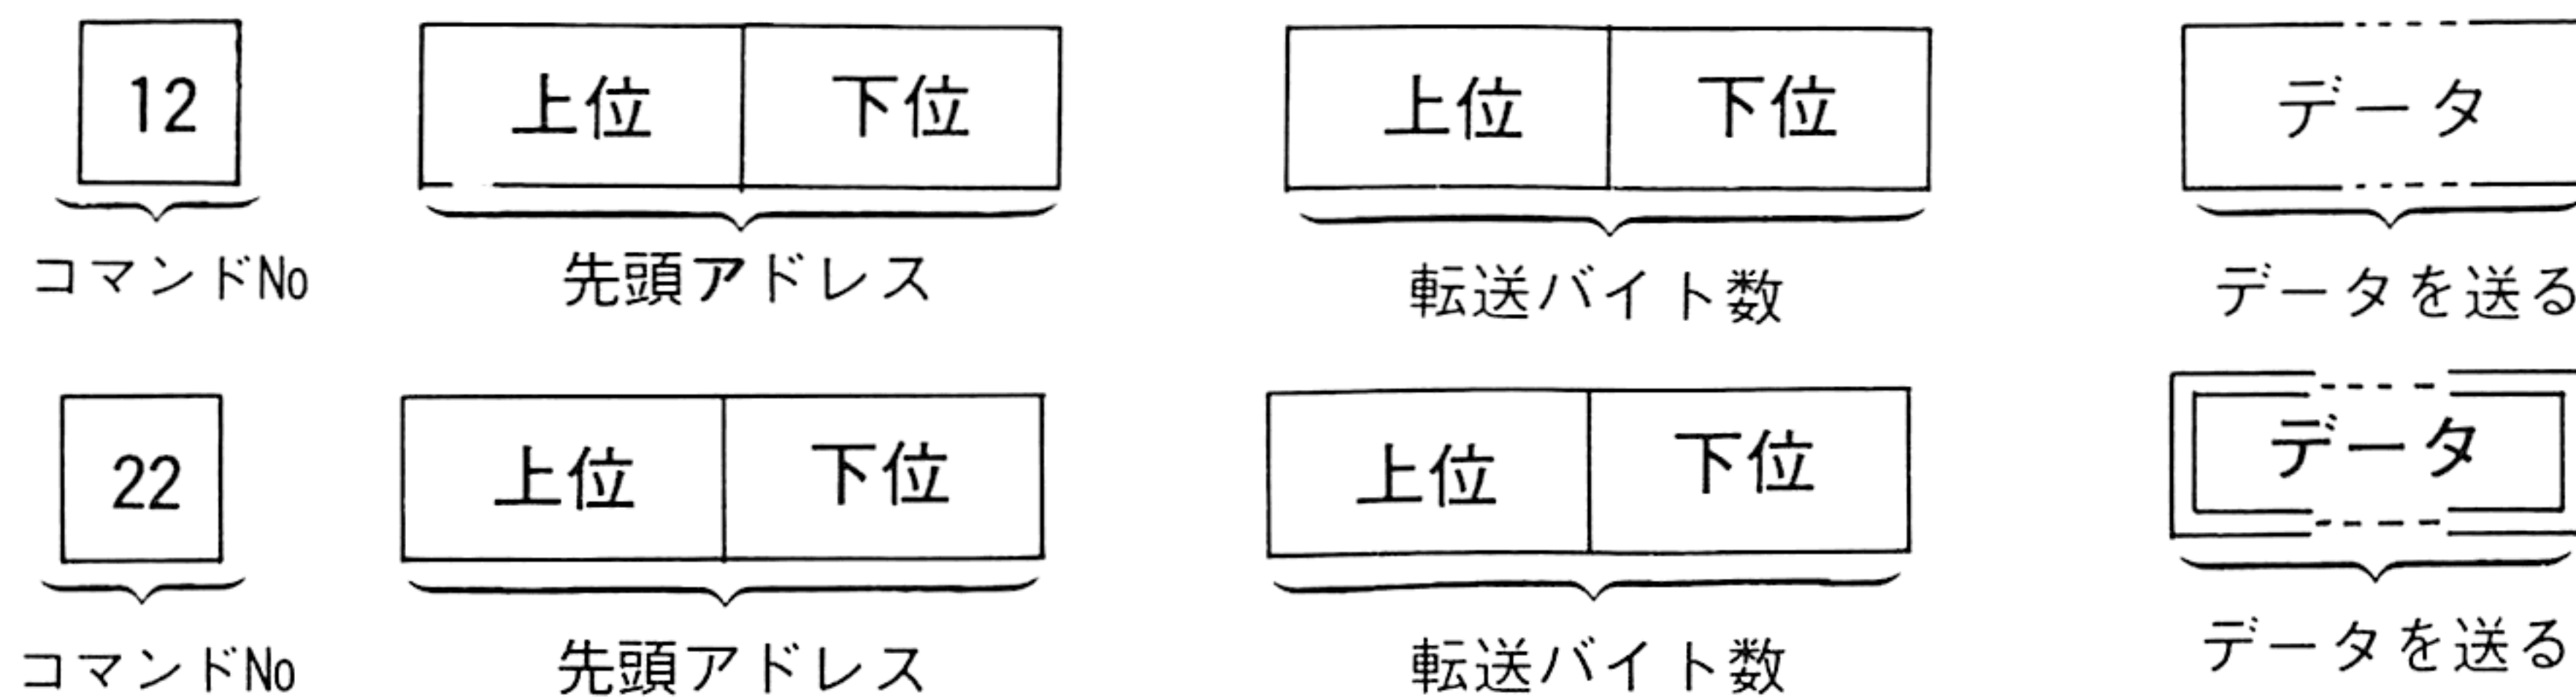 12 上位 下位 上位 下位 データ
コマンドNo 先頭アドレス 転送バイト数 データを送る
22 上位 下位 上位 下位 データ
コマンドNo 先頭アドレス 転送バイト数 データを送る